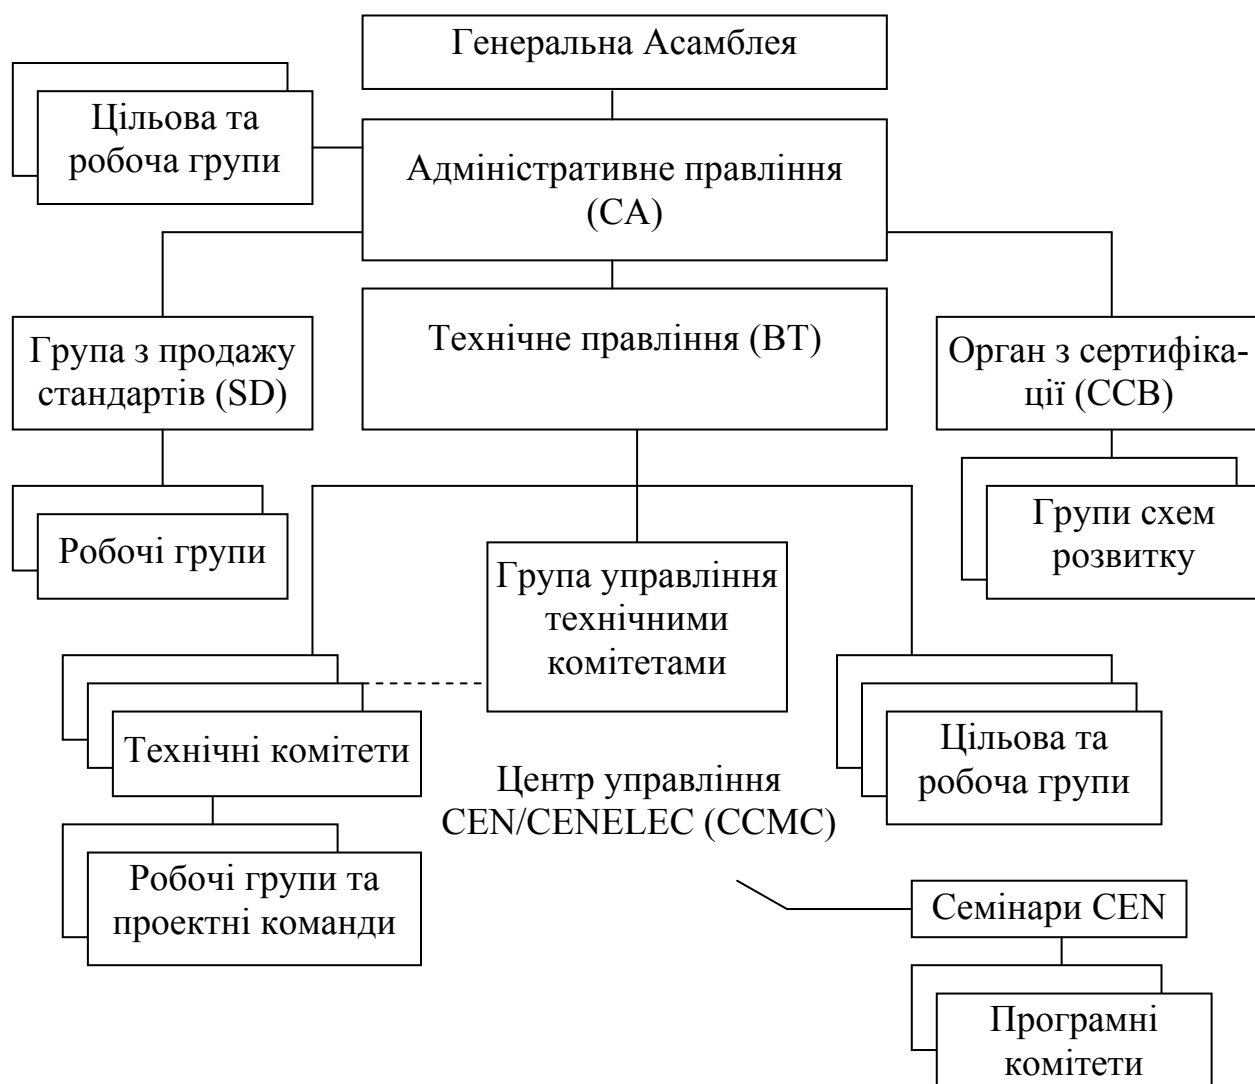 Генеральна Асамблея
Цільова та
робоча групи
Адміністративне правління
(CA)
Група з продажу
стандартів (SD)
Технічне правління (BT)
Орган з сертифіка-
ції (CCB)
Робочі групи
Група управління
технічними
комітетами
Групи схем
розвитку
Технічні комітети
Центр управління
CEN/CENELEC (CCMC)
Цільова та
робоча групи
Робочі групи та
проектні команди
Семінари CEN
Програмні
комітети